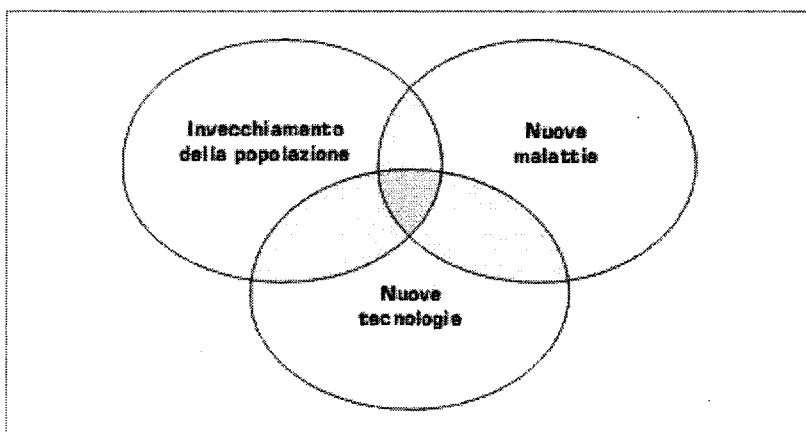 Invecchiamento
della popolazione
Nuove
malattie
Nuove
tecnologie